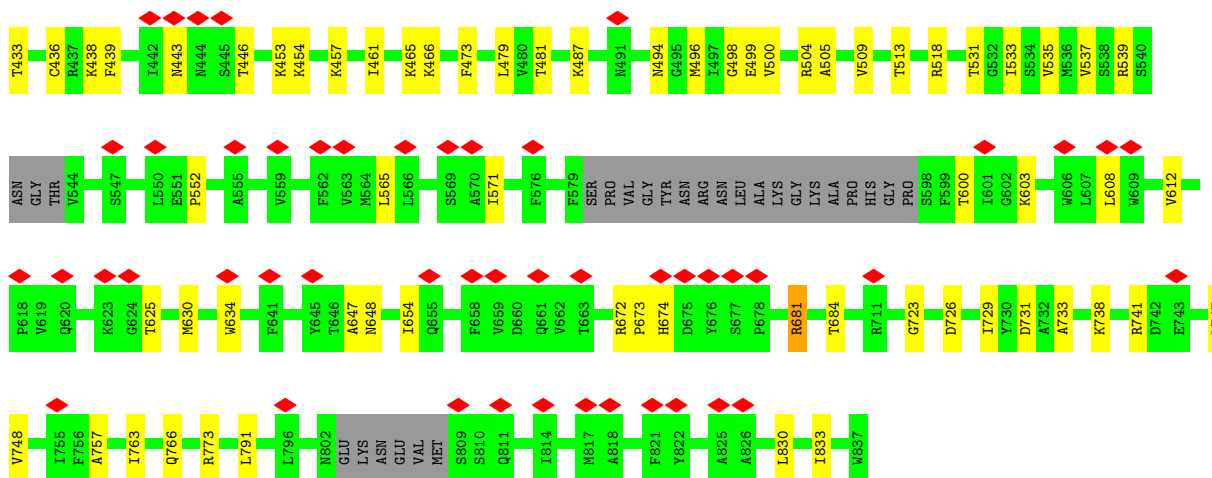 T433 C436 R437 K438 F439 I442 N443 N444 S445 T446 K453 K454 K457 I461 K465 K466 F473 L479 V480 T481 K487 N491 N494 G495 M496 I497 G498 E499 V500 R504 A505 V509 T513 R518 T531 G532 I533 S534 V535 M536 V537 S538 R539 S540
ASN GLY THR V544 S547 L550 E551 P552 A555 V559 F562 V563 M564 L565 L566 S569 A570 I571 F576 F579 SER PRO VAL GLY TYR ASN ARG ASN LEU ALA LYS GLY LYS ALA PRO HIS GLY PRO S598 F599 T600 I601 G602 K603 W606 L607 L608 W609 V612
P618 V619 Q620 K623 G624 T625 M630 W634 F641 Y645 T646 A647 N648 I654 Q655 F658 V659 D660 Q661 V662 T663 R672 P673 H674 D675 Y676 S677 P678 R681 T684 R711 G723 D726 I729 Y730 D731 A732 A733 K738 R741 D742 E743
V748 I755 F756 A757 I763 Q766 R773 L791 L796 N802 GLU LYS ASN GLU VAL MET S809 S810 Q811 I814 M817 A818 F821 Y822 A825 A826 L830 I833 W837